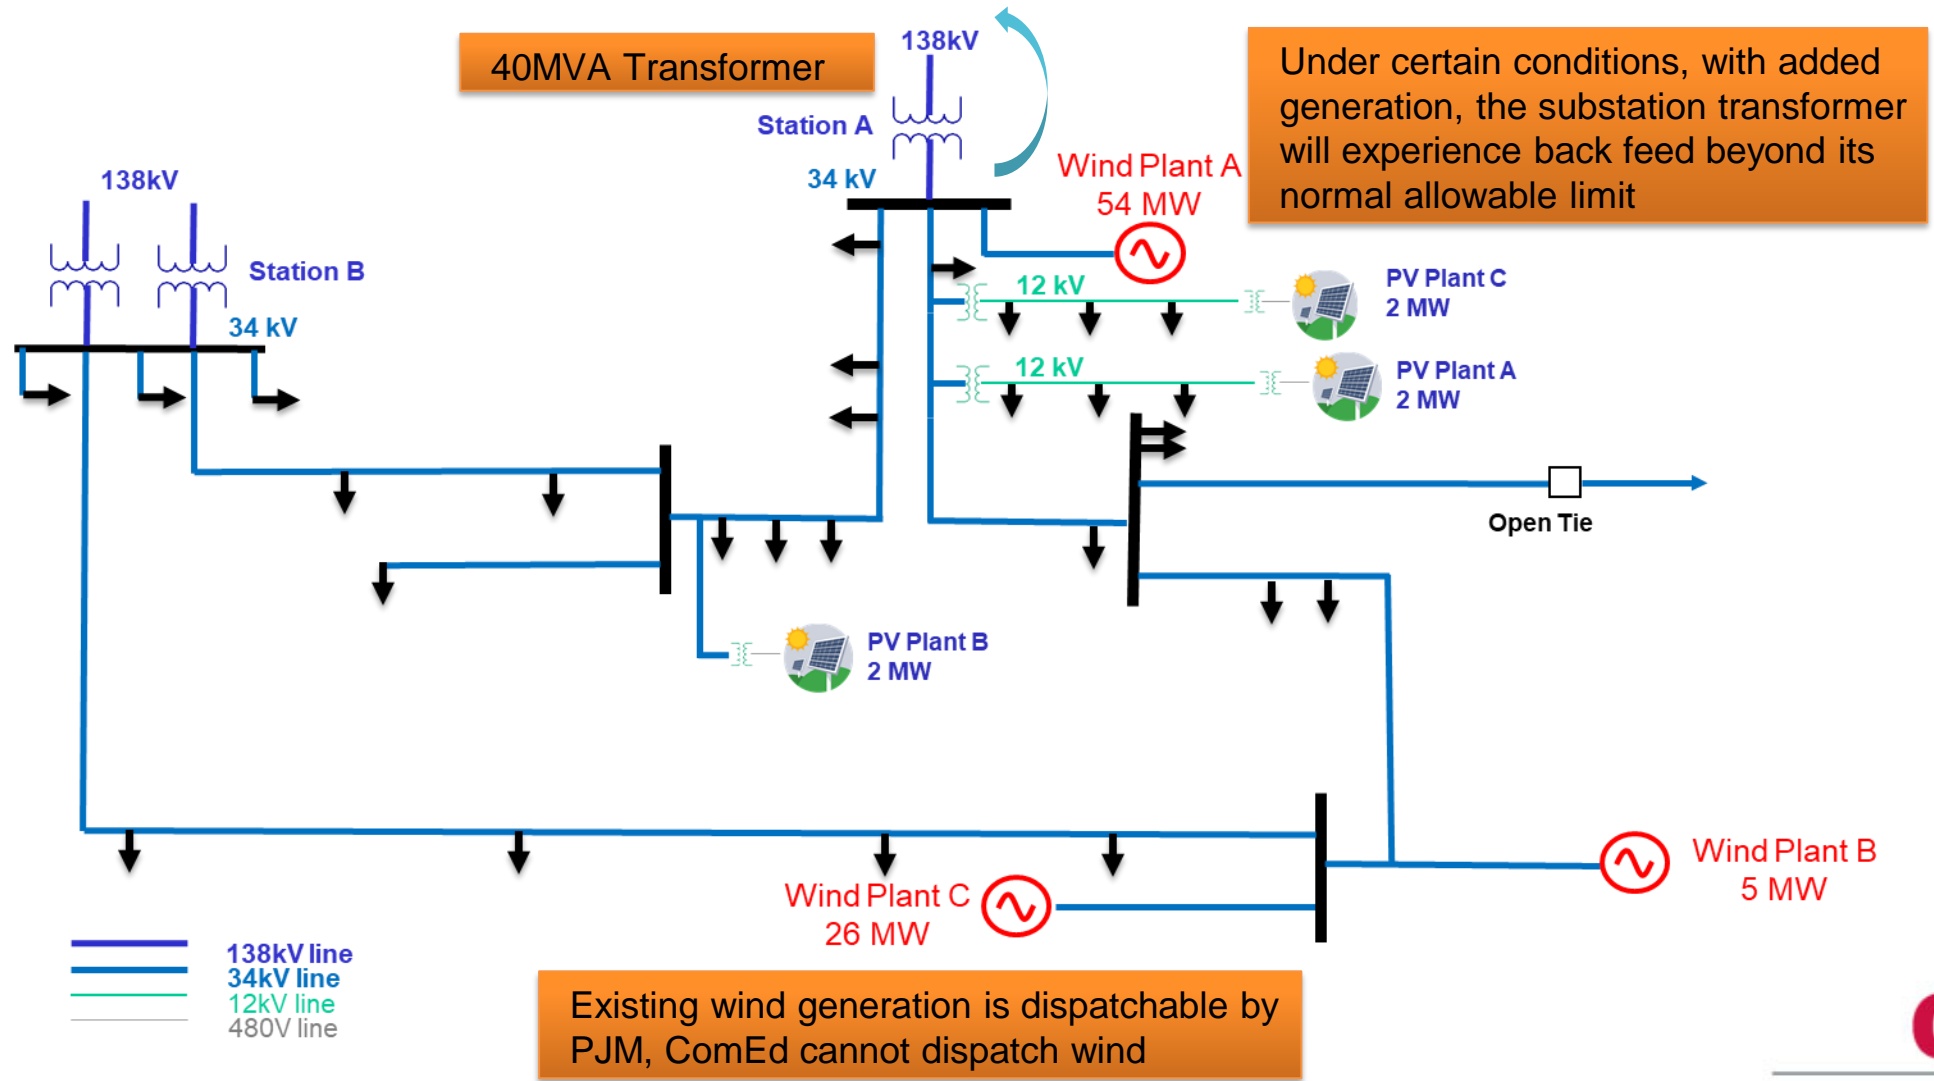 138kV
40MVA Transformer
Under certain conditions, with added
generation, the substation transformer
will experience back feed beyond its
normal allowable limit
Station A
34 kV
Wind Plant A
54 MW
138kV
Station B
34 kV
12 kV
PV Plant C
2 MW
12 kV
PV Plant A
2 MW
Open Tie
PV Plant B
2 MW
Wind Plant B
5 MW
Wind Plant C
26 MW
138kV line
34kV line
12kV line
480V line
Existing wind generation is dispatchable by
PJM, ComEd cannot dispatch wind